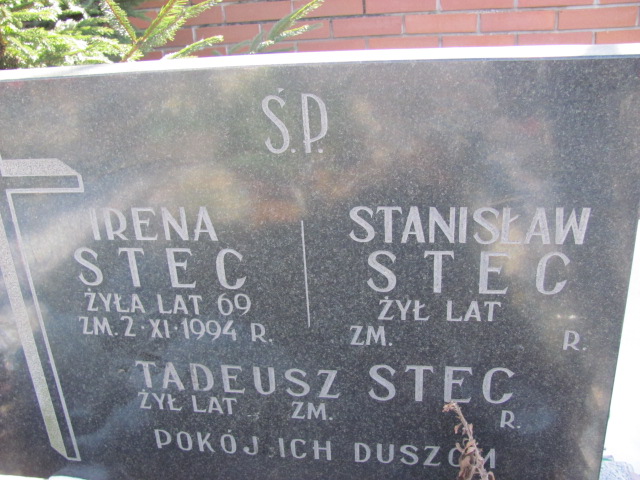 Ś.P.
IRENA
STEC
ŻYŁA LAT 69
ZM. 2·XI·1994 R.
STANISŁAW
STEC
ŻYŁ LAT
ZM. R.
TADEUSZ STEC
ŻYŁ LAT ZM. R.
POKÓJ ICH DUSZOM